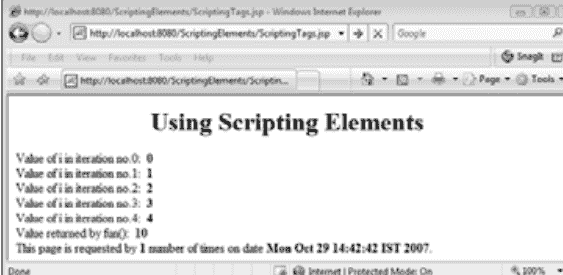 http://localhost:8080/ScriptingElements/ScriptingTags.jsp - Windows Internet Explorer
http://localhost:8080/ScriptingElements/ScriptingTags.jsp Google
File Edit View Favorites Tools Help SnagIt
http://localhost:8080/ScriptingElements/Scriptin... Page Tools
Using Scripting Elements
Value of i in iteration no.0: 0
Value of i in iteration no.1: 1
Value of i in iteration no.2: 2
Value of i in iteration no.3: 3
Value of i in iteration no.4: 4
Value returned by fun(): 10
This page is requested by 1 number of times on date Mon Oct 29 14:42:42 IST 2007.
Done Internet | Protected Mode: On 100%